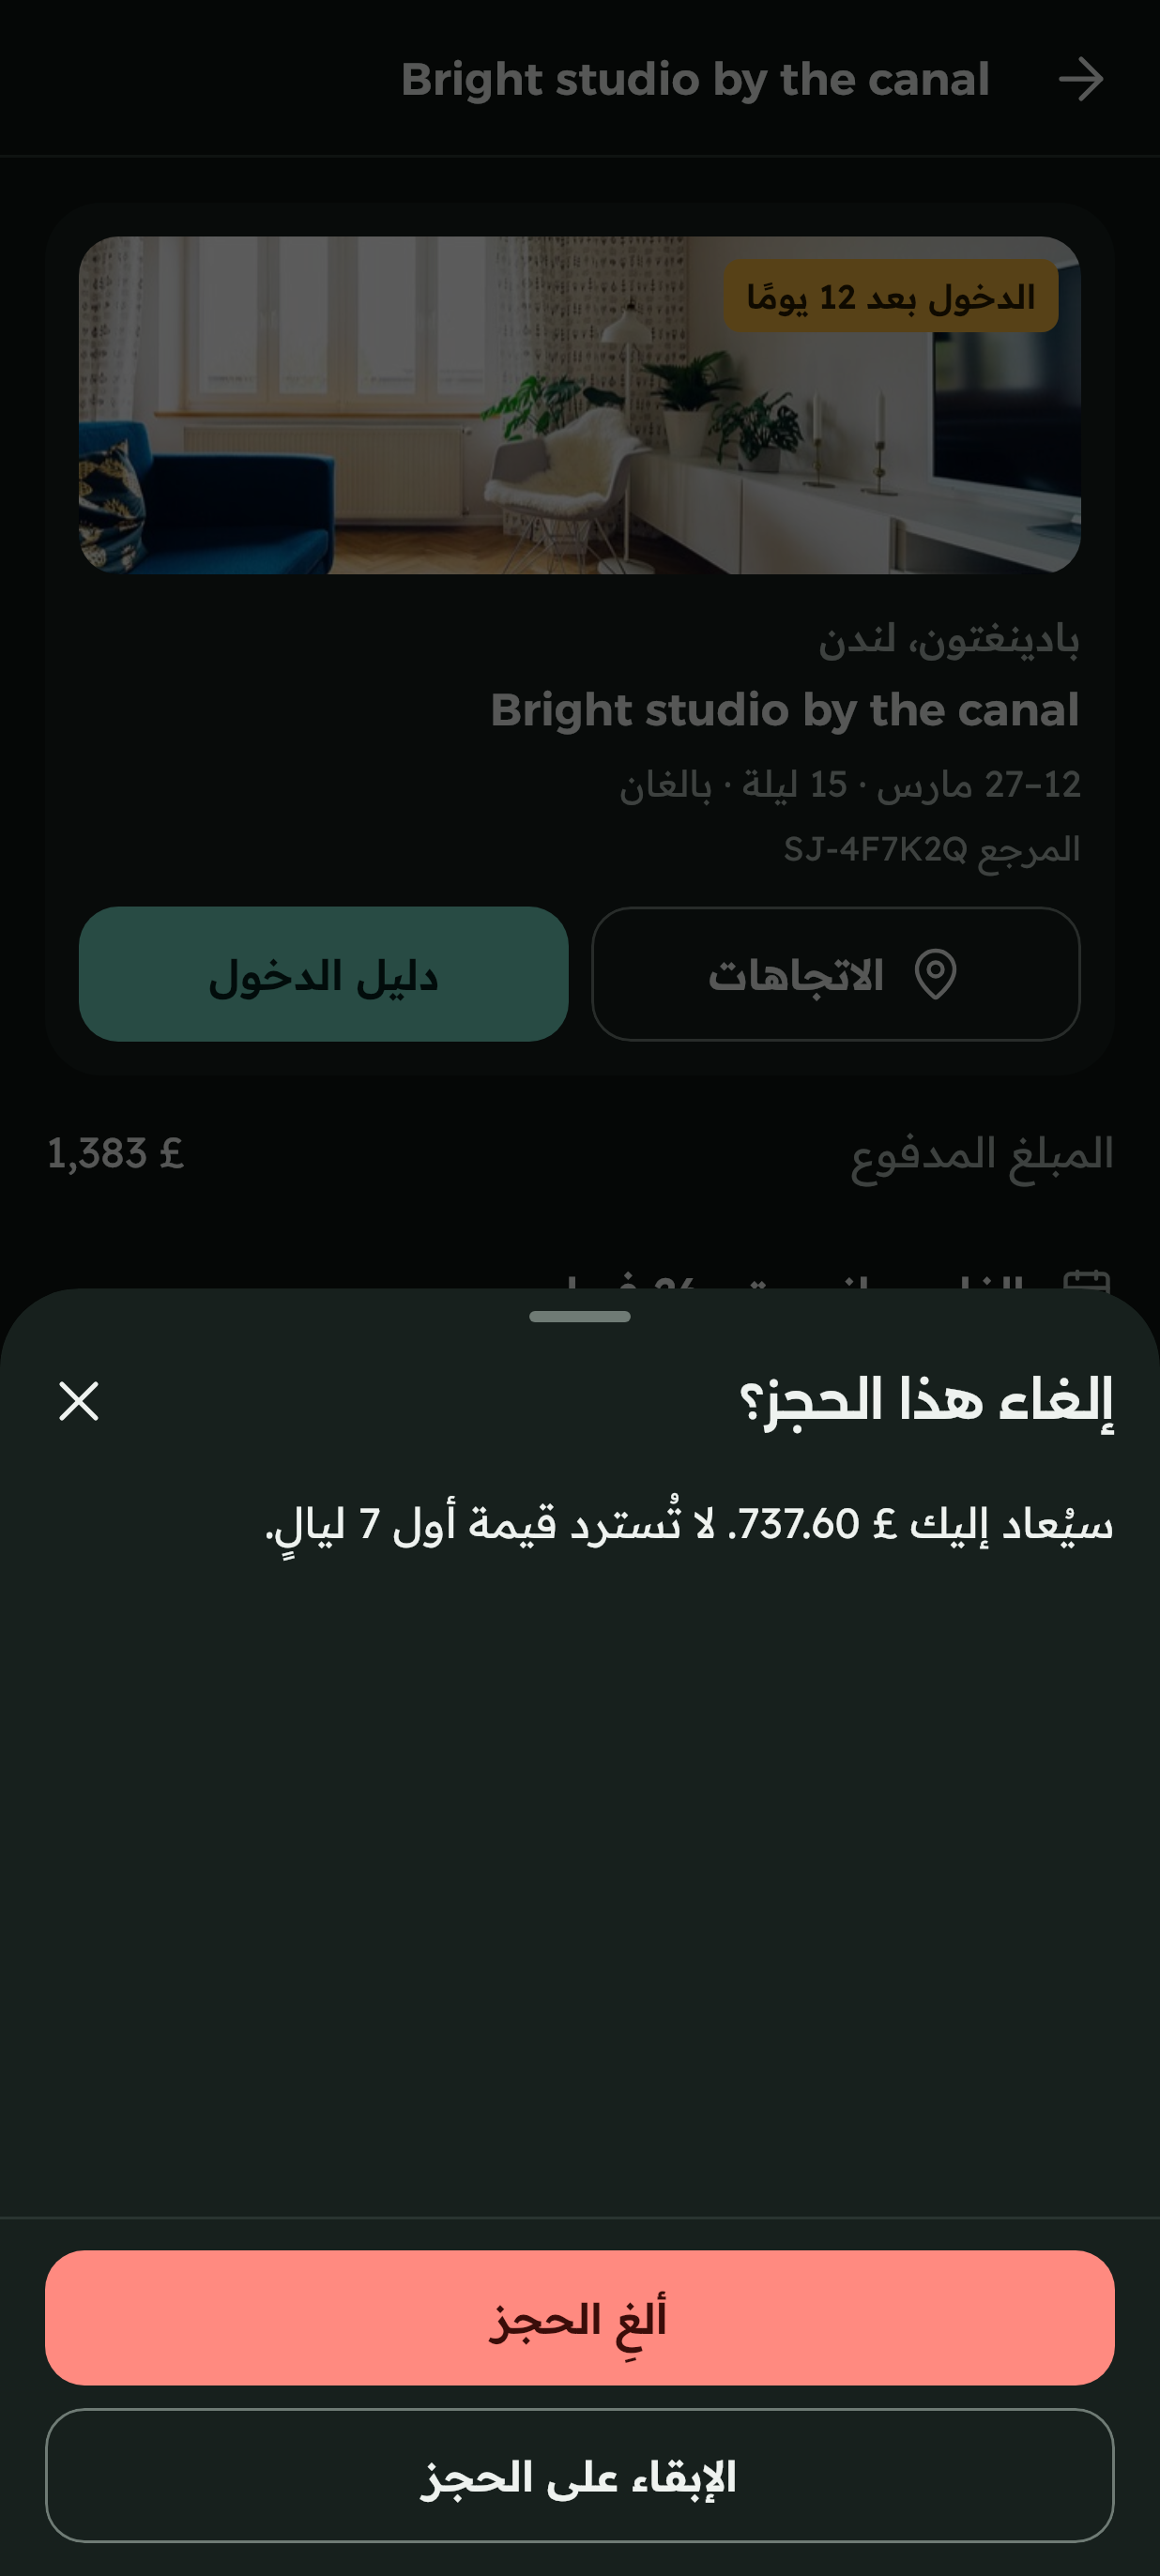 Bright studio by the canal
الدخول بعد 12 يومًا
بادينغتون، لندن
Bright studio by the canal
12–27 مارس · 15 ليلة · بالغان
المرجع SJ-4F7K2Q
الاتجاهات
دليل الدخول
المبلغ المدفوع
1,383 £
إلغاء هذا الحجز؟
سيُعاد إليك £ 737.60. لا تُسترد قيمة أول 7 ليالٍ.
ألغِ الحجز
الإبقاء على الحجز